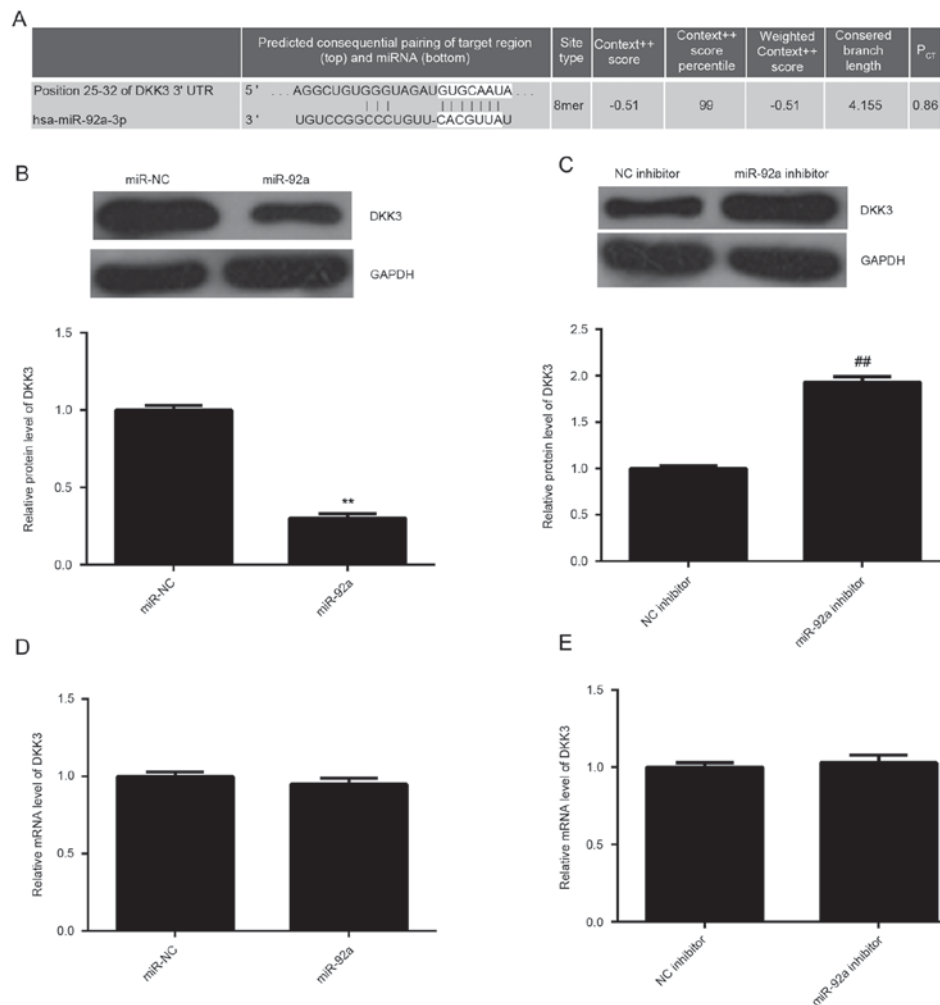 A
Predicted consequential pairing of target region (top) and miRNA (bottom)
Site type
Context++ score
Context++ score percentile
Weighted Context++ score
Consered branch length
PCT
Position 25-32 of DKK3 3' UTR
5' ...AGGCUGUGGGUAGAUGUGCAAUA...
hsa-miR-92a-3p
3' UGUCCGGCCCUGUU-CACGUUAU
8mer
-0.51
99
-0.51
4.155
0.86
B
miR-NC
miR-92a
DKK3
GAPDH
Relative protein level of DKK3
1.5
1.0
0.5
0.0
**
miR-NC
miR-92a
C
NC inhibitor
miR-92a inhibitor
DKK3
GAPDH
Relative protein level of DKK3
2.5
2.0
1.5
1.0
0.5
0.0
##
NC inhibitor
miR-92a inhibitor
D
Relative mRNA level of DKK3
1.5
1.0
0.5
0.0
miR-NC
miR-92a
E
Relative mRNA level of DKK3
1.5
1.0
0.5
0.0
NC inhibitor
miR-92a inhibitor